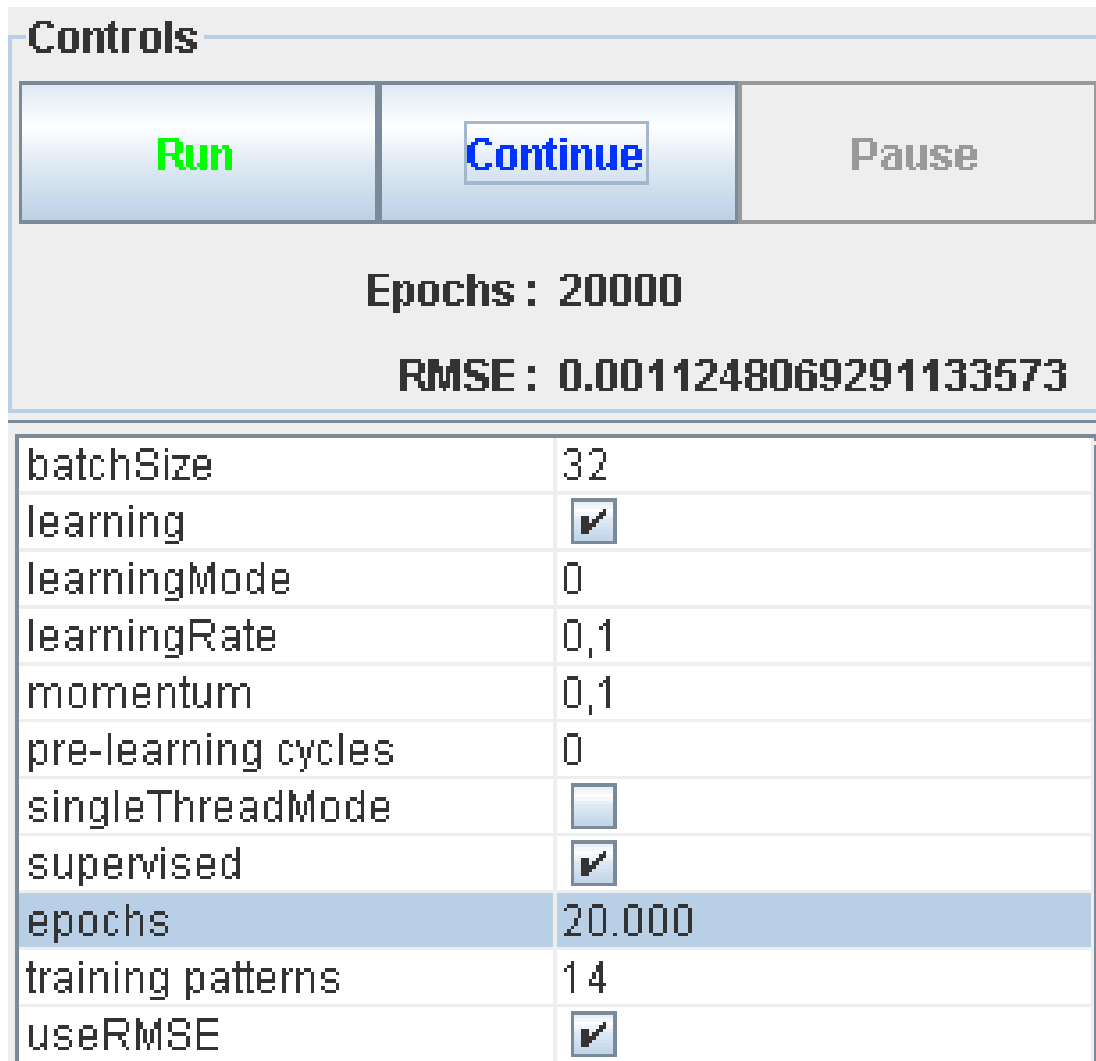 Controls
Run Continue Pause
Epochs : 20000
RMSE : 0.0011248069291133573
batchSize 32
learning
learningMode 0
learningRate 0,1
momentum 0,1
pre-learning cycles 0
singleThreadMode
supervised
epochs 20.000
training patterns 14
useRMSE